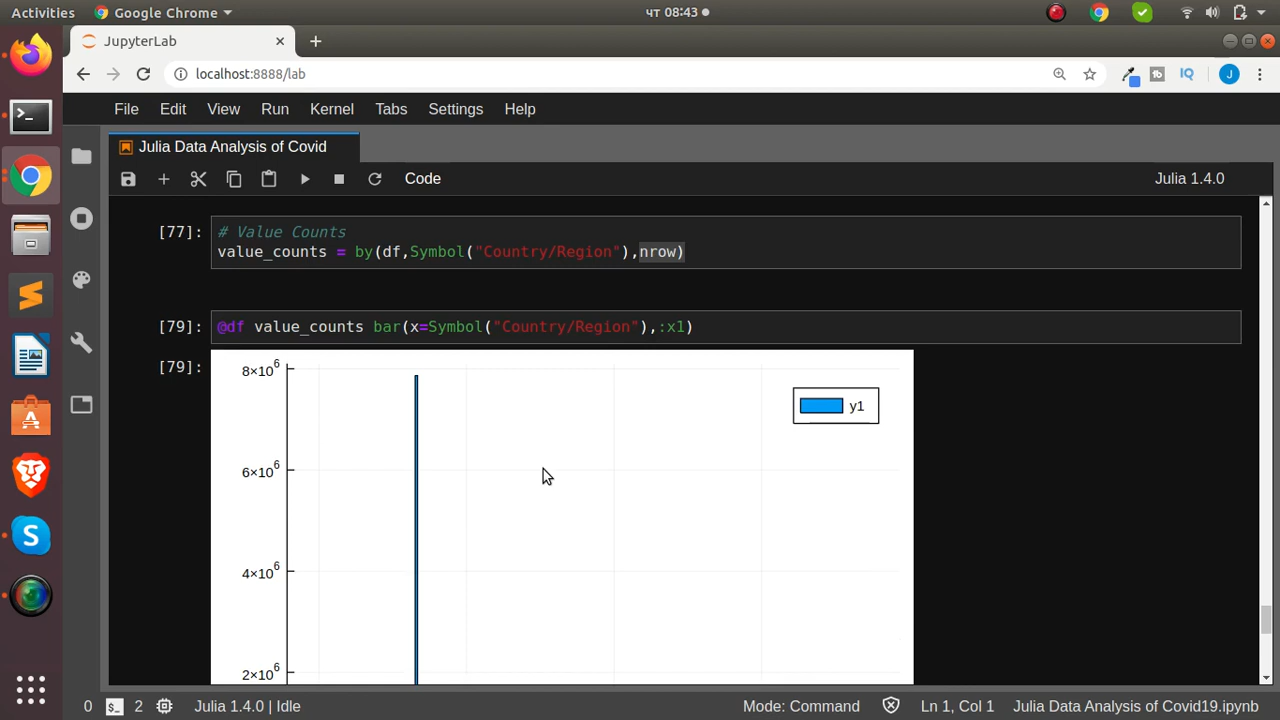 Activities Google Chrome чт 08:43
JupyterLab
localhost:8888/lab
IQ J
File Edit View Run Kernel Tabs Settings Help
Julia Data Analysis of Covid
Code Julia 1.4.0
[77]: # Value Counts
value_counts = by(df,Symbol("Country/Region"),nrow)
[79]: @df value_counts bar(x=Symbol("Country/Region"),:x1)
[79]:
8×10⁶
y1
6×10⁶
4×10⁶
2×10⁶
0 2 Julia 1.4.0 | Idle Mode: Command Ln 1, Col 1 Julia Data Analysis of Covid19.ipynb